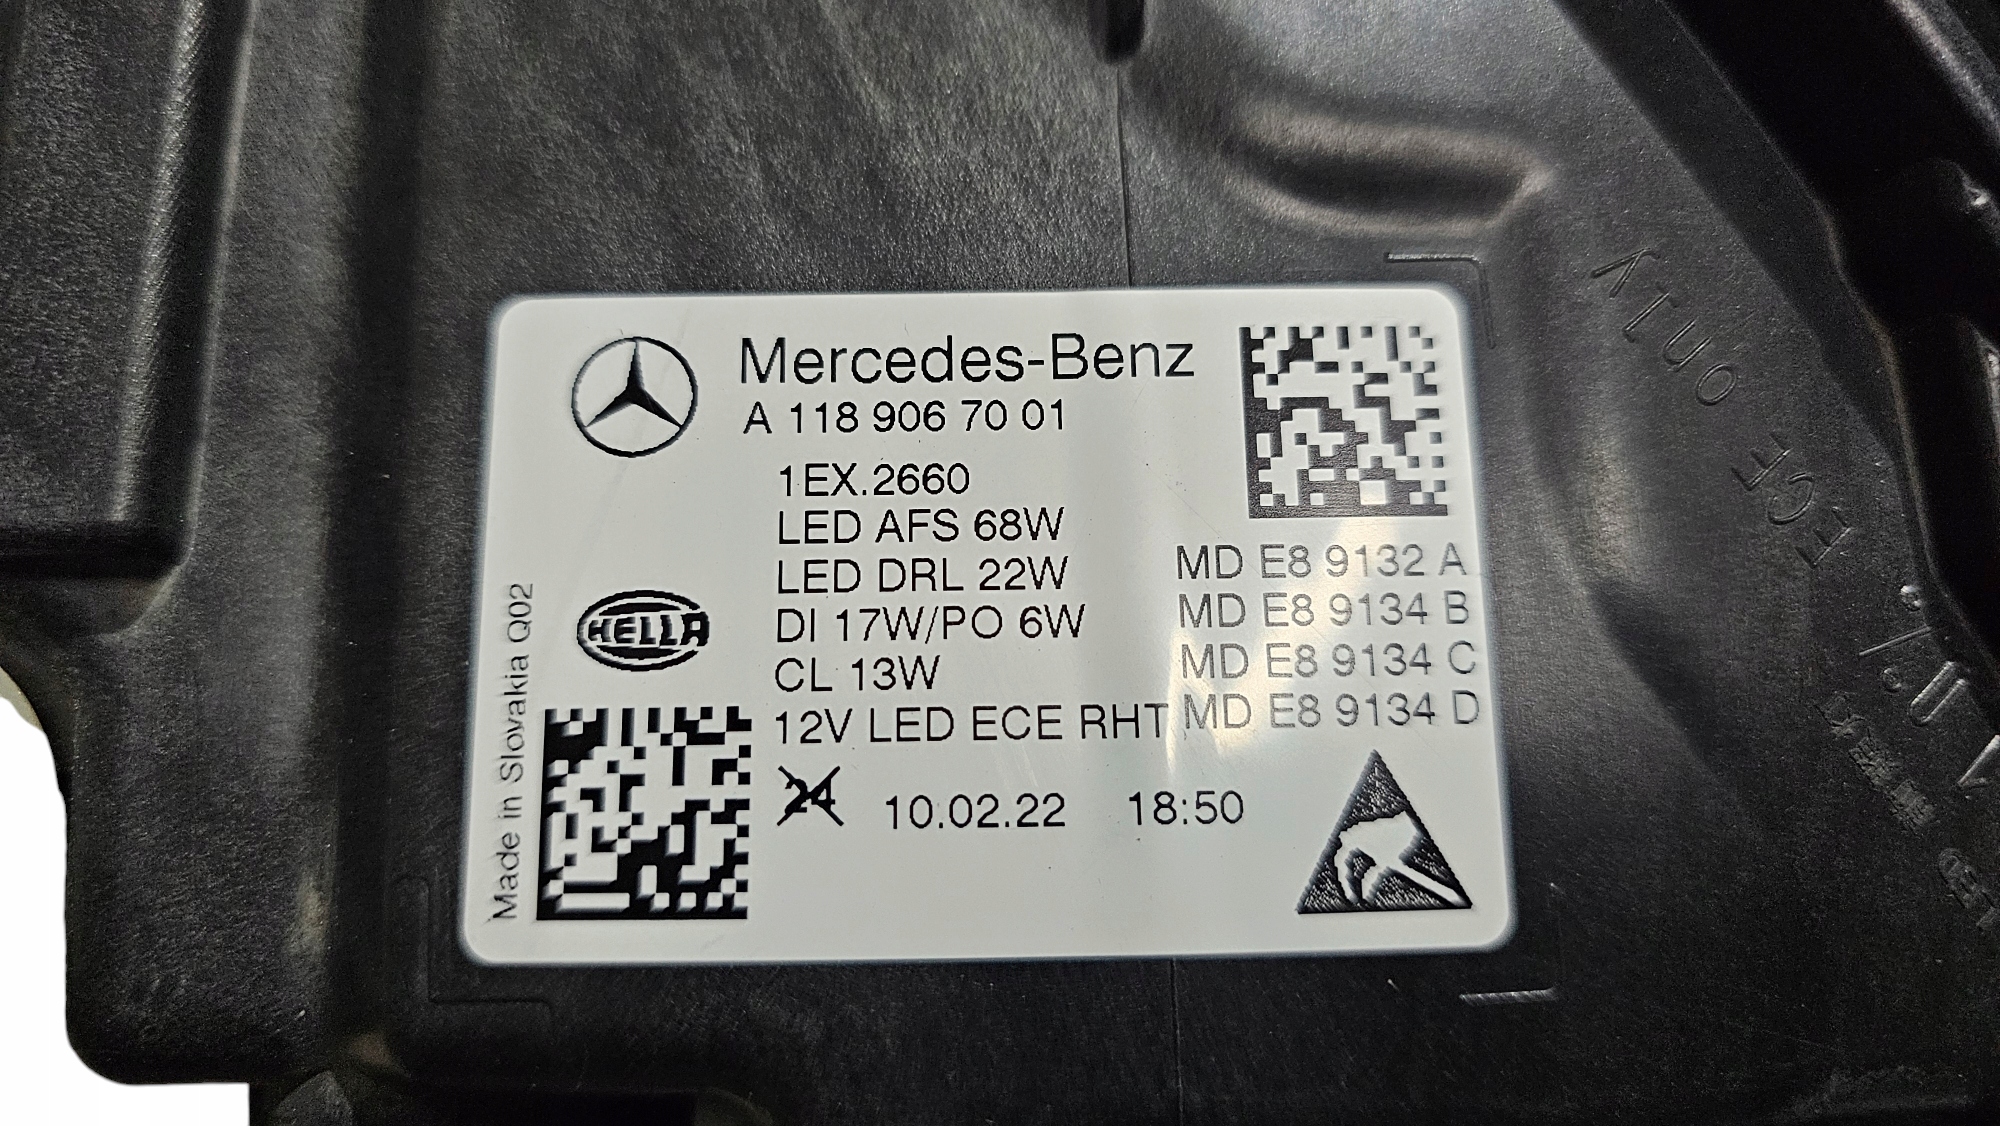 Mercedes-Benz
A 118 906 70 01
1EX.2660
LED AFS 68W
LED DRL 22W
DI 17W/PO 6W
CL 13W
12V LED ECE RHT
MD E8 9132 A
MD E8 9134 B
MD E8 9134 C
MD E8 9134 D
HELLA
Made in Slovakia Q02
24
10.02.22 18:50
ECE only